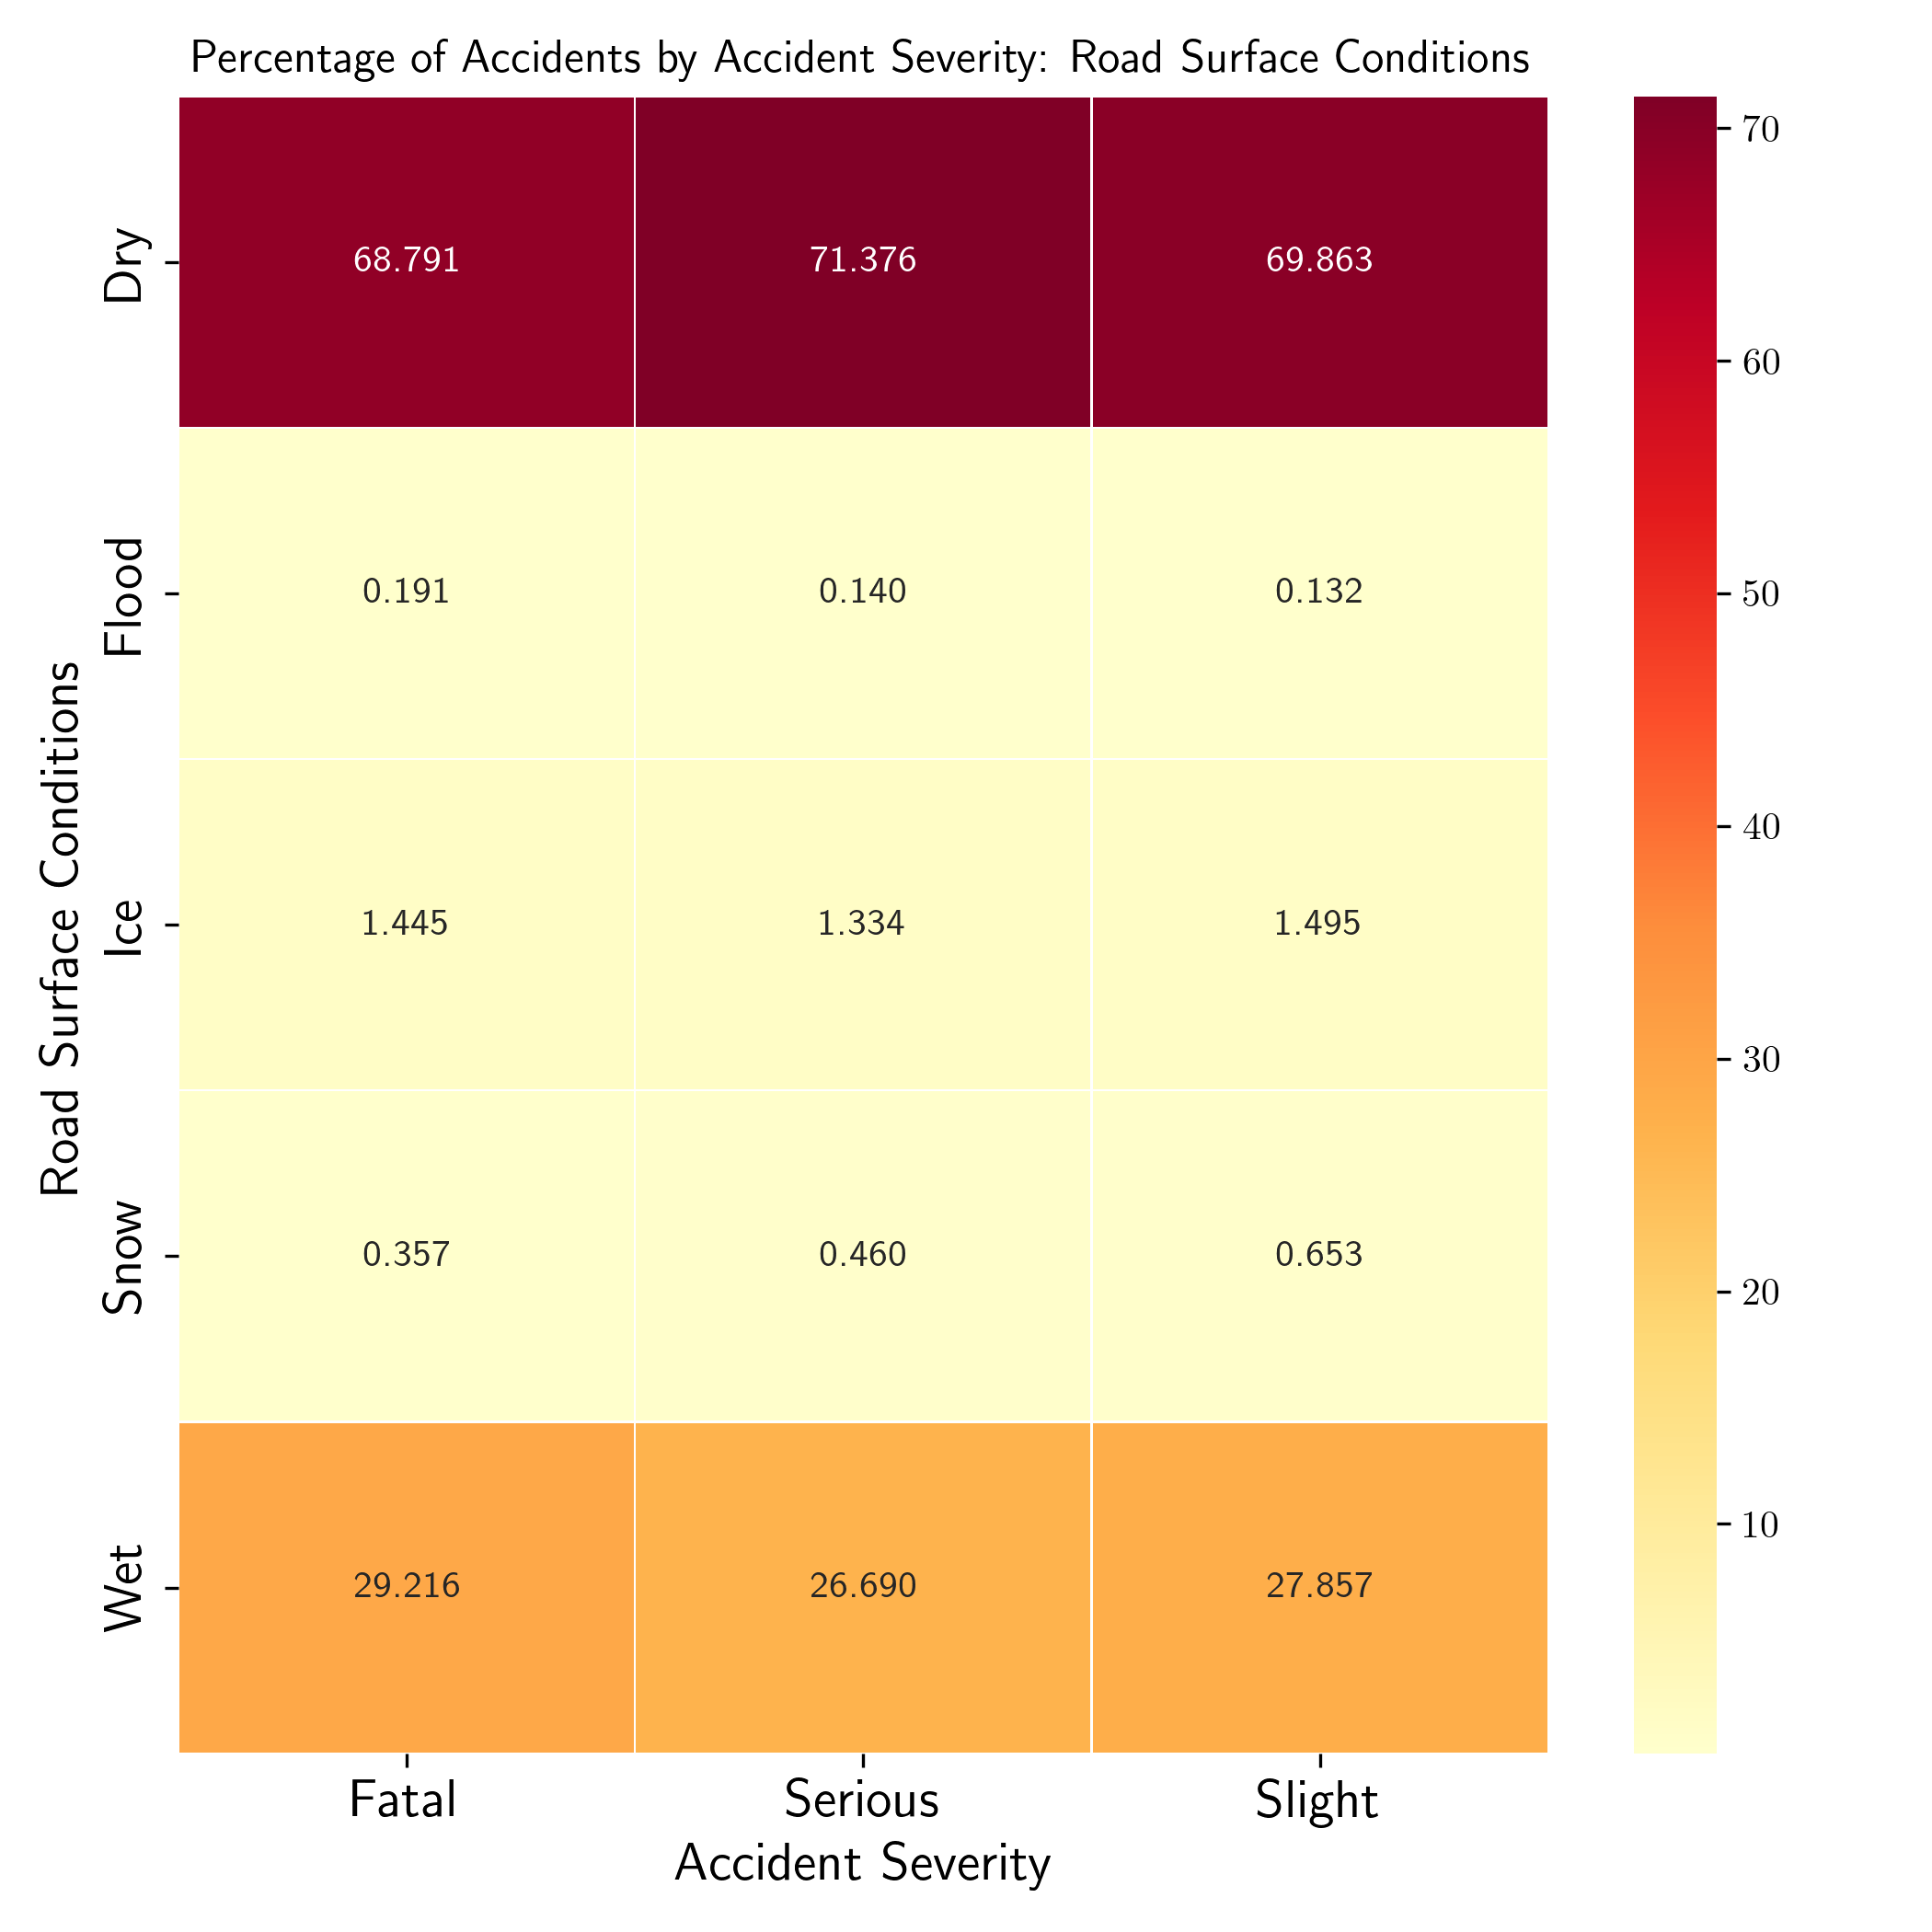 Percentage of Accidents by Accident Severity: Road Surface Conditions
Road Surface Conditions
Dry
68.791 71.376 69.863
Flood
0.191 0.140 0.132
Ice
1.445 1.334 1.495
Snow
0.357 0.460 0.653
Wet
29.216 26.690 27.857
Fatal Serious Slight
Accident Severity
70
60
50
40
30
20
10